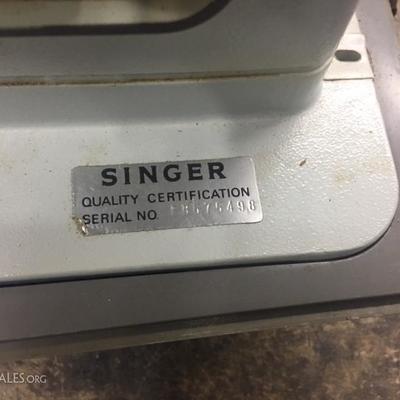 SINGER
QUALITY CERTIFICATION
SERIAL NO.
ALES.ORG